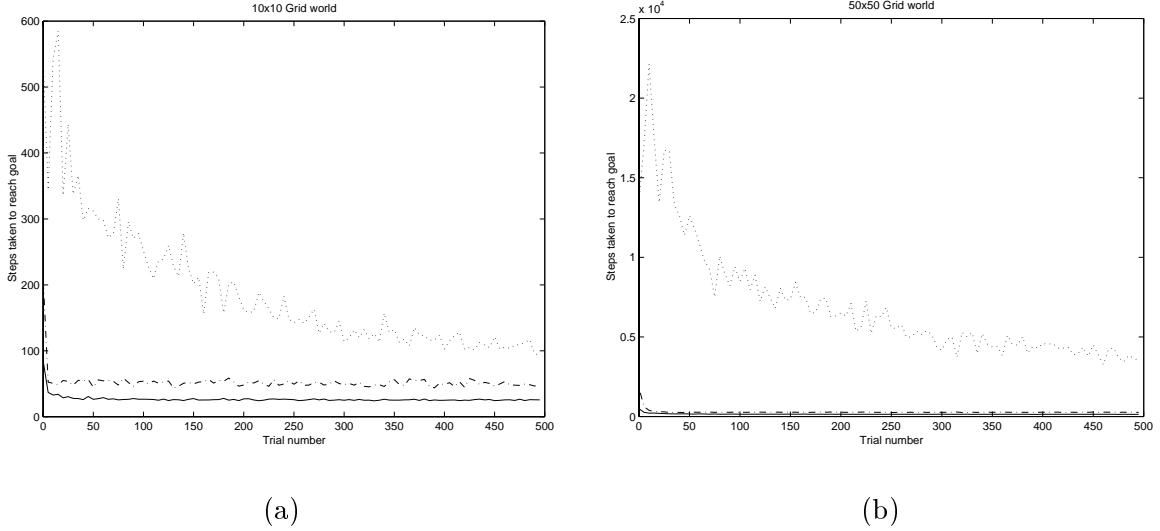 10x10 Grid world
600
500
400
300
200
100
0
Steps taken to reach goal
0 50 100 150 200 250 300 350 400 450 500
Trial number
(a)
50x50 Grid world
x 10^4
2.5
2
1.5
1
0.5
0
Steps taken to reach goal
0 50 100 150 200 250 300 350 400 450 500
Trial number
(b)